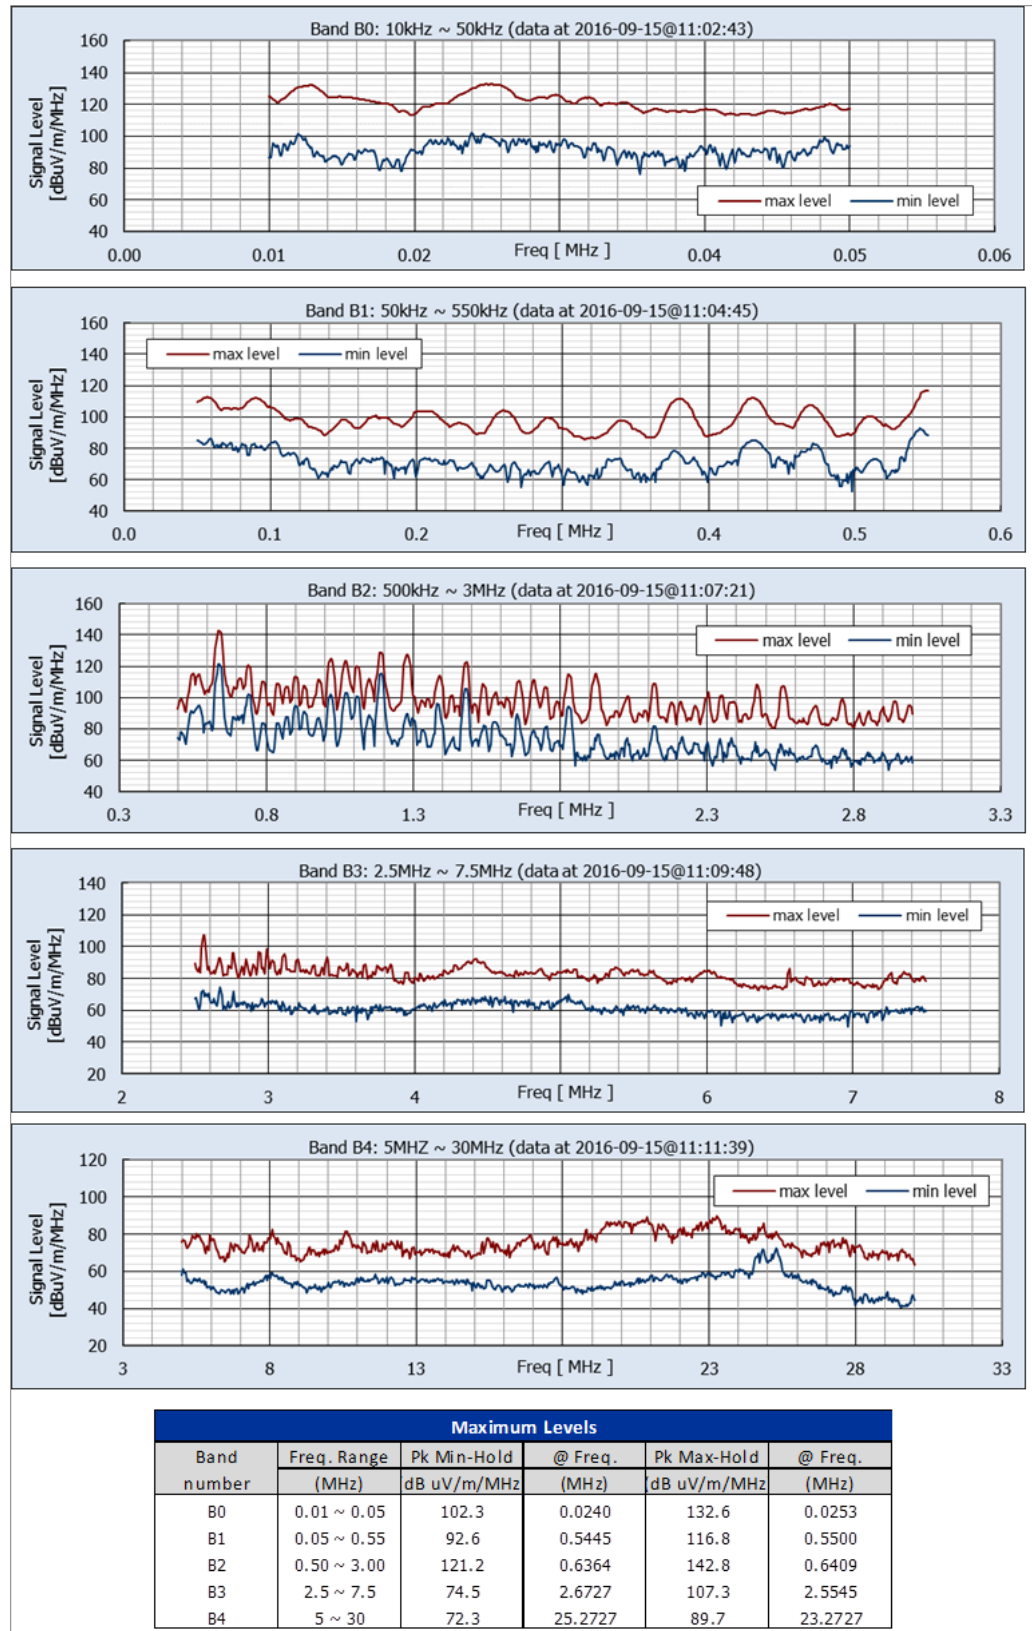 Band B0: 10kHz ~ 50kHz (data at 2016-09-15@11:02:43)
160
140
120
100
80
60
40
Signal Level
[dBuV/m/MHz]
max level min level
0.00 0.01 0.02 Freq [ MHz ] 0.04 0.05 0.06
Band B1: 50kHz ~ 550kHz (data at 2016-09-15@11:04:45)
160
140
120
100
80
60
40
Signal Level
[dBuV/m/MHz]
max level min level
0.0 0.1 0.2 Freq [ MHz ] 0.4 0.5 0.6
Band B2: 500kHz ~ 3MHz (data at 2016-09-15@11:07:21)
160
140
120
100
80
60
40
Signal Level
[dBuV/m/MHz]
max level min level
0.3 0.8 1.3 Freq [ MHz ] 2.3 2.8 3.3
Band B3: 2.5MHz ~ 7.5MHz (data at 2016-09-15@11:09:48)
140
120
100
80
60
40
20
Signal Level
[dBuV/m/MHz]
max level min level
2 3 4 Freq [ MHz ] 6 7 8
Band B4: 5MHZ ~ 30MHz (data at 2016-09-15@11:11:39)
120
100
80
60
40
20
Signal Level
[dBuV/m/MHz]
max level min level
3 8 13 Freq [ MHz ] 23 28 33
Maximum Levels
Band Freq. Range Pk Min-Hold @ Freq. Pk Max-Hold @ Freq.
number (MHz) dB uV/m/MHz (MHz) dB uV/m/MHz (MHz)
B0 0.01 ~ 0.05 102.3 0.0240 132.6 0.0253
B1 0.05 ~ 0.55 92.6 0.5445 116.8 0.5500
B2 0.50 ~ 3.00 121.2 0.6364 142.8 0.6409
B3 2.5 ~ 7.5 74.5 2.6727 107.3 2.5545
B4 5 ~ 30 72.3 25.2727 89.7 23.2727